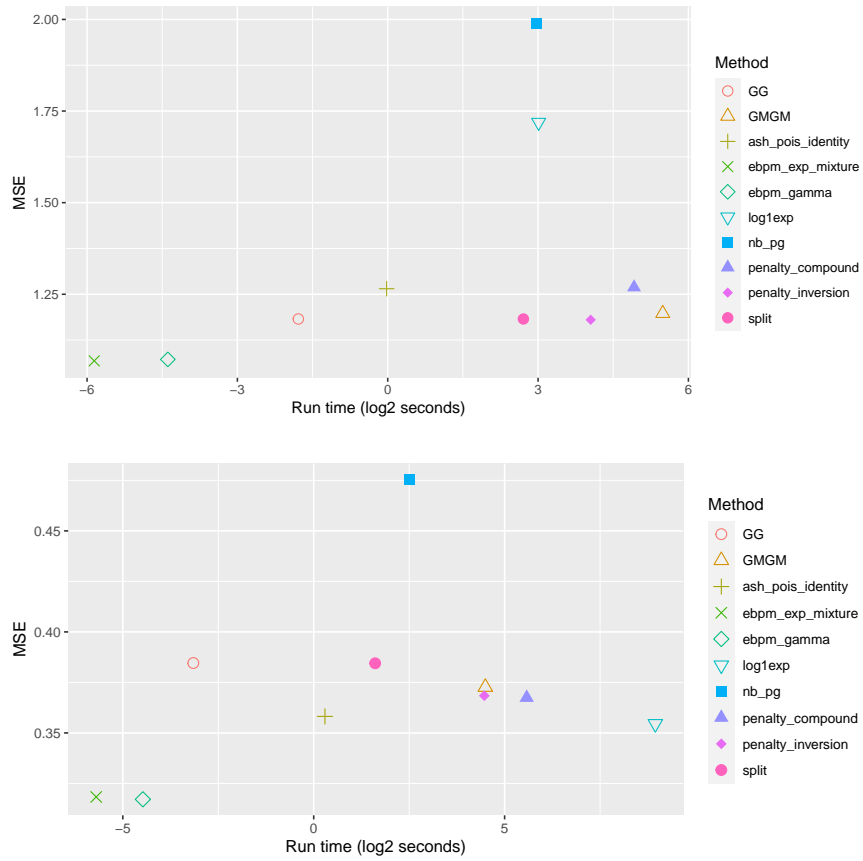 2.00
1.75
1.50
1.25
MSE
−6
−3
0
3
6
Run time (log2 seconds)
Method
GG
GMGM
ash_pois_identity
ebpm_exp_mixture
ebpm_gamma
log1exp
nb_pg
penalty_compound
penalty_inversion
split
0.45
0.40
0.35
MSE
−5
0
5
Run time (log2 seconds)
Method
GG
GMGM
ash_pois_identity
ebpm_exp_mixture
ebpm_gamma
log1exp
nb_pg
penalty_compound
penalty_inversion
split